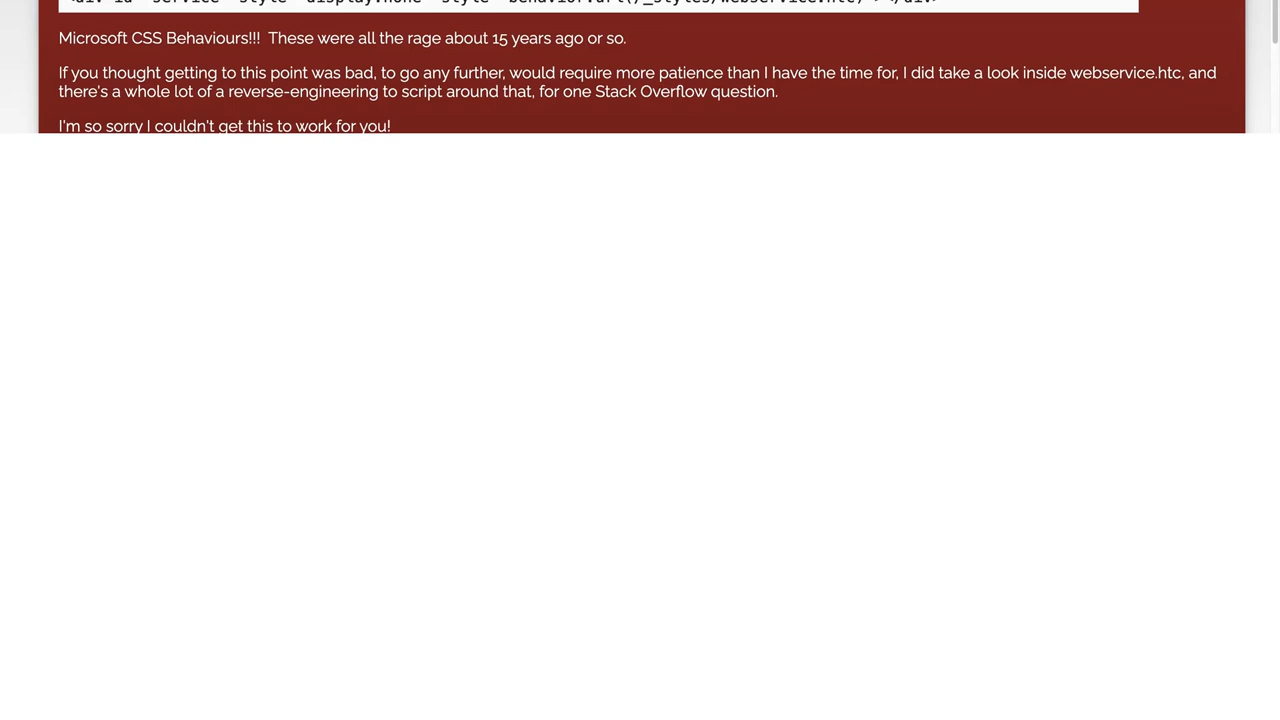 Microsoft CSS Behaviours!!! These were all the rage about 15 years ago or so.
If you thought getting to this point was bad, to go any further, would require more patience than I have the time for, I did take a look inside webservice.htc, and
there's a whole lot of a reverse-engineering to script around that, for one Stack Overflow question.
I'm so sorry I couldn't get this to work for you!